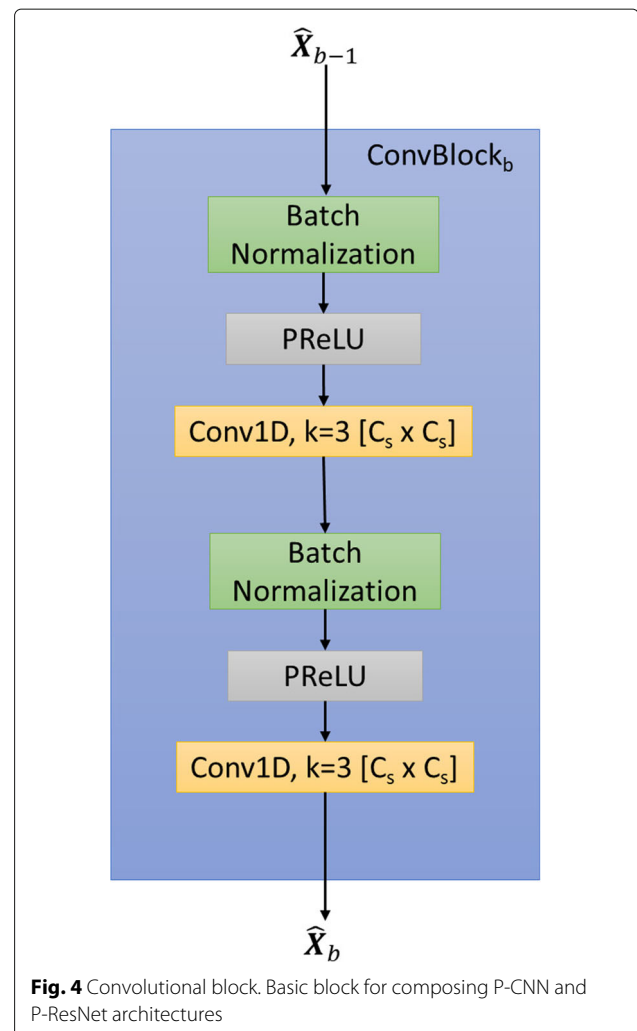 X̂_{b−1}
ConvBlock_b
Batch
Normalization
PReLU
Conv1D, k=3 [C_s x C_s]
Batch
Normalization
PReLU
Conv1D, k=3 [C_s x C_s]
X̂_b
Fig. 4 Convolutional block. Basic block for composing P-CNN and
P-ResNet architectures